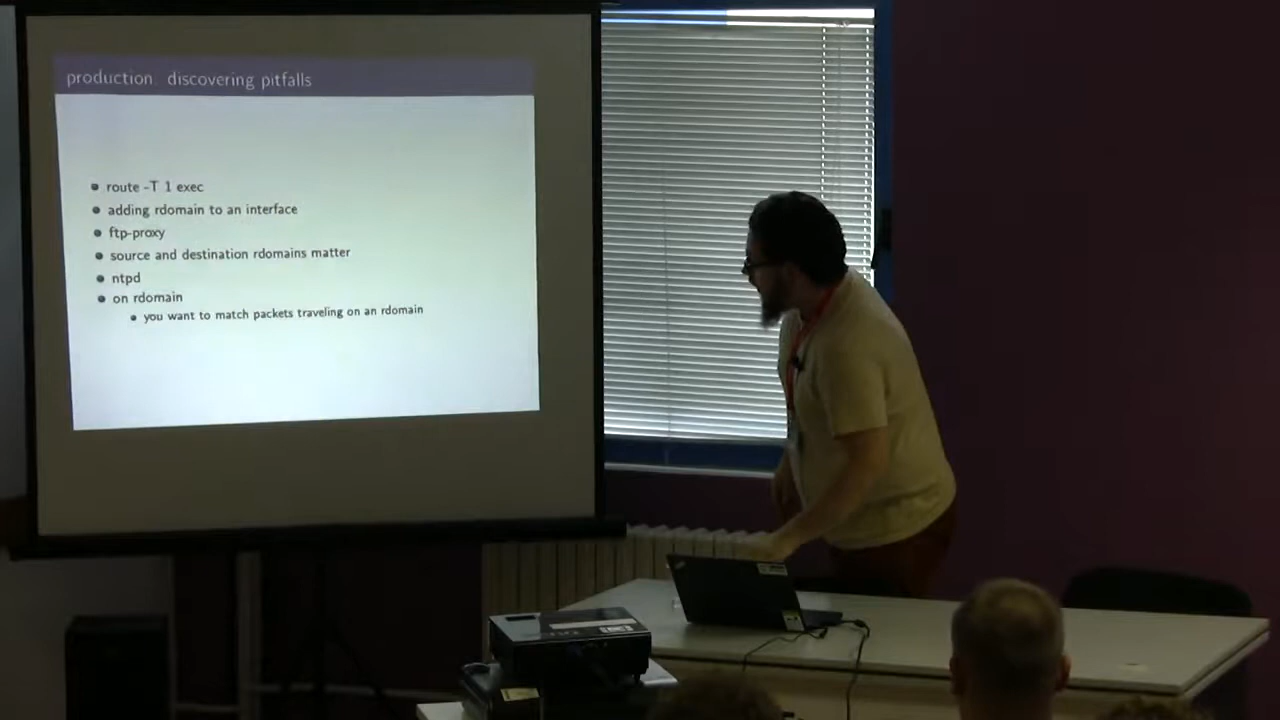 production. discovering pitfalls
route -T 1 exec
adding rdomain to an interface
ftp-proxy
source and destination rdomains matter
ntpd
on rdomain
you want to match packets traveling on an rdomain